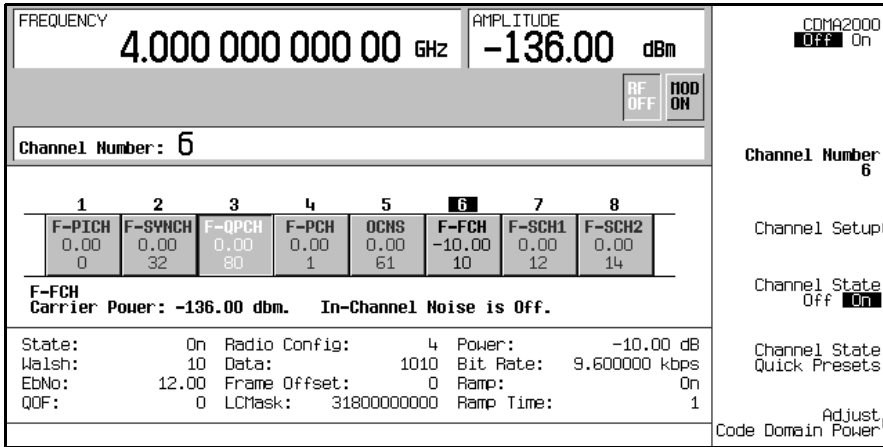 FREQUENCY
4.000 000 000 00 GHz
AMPLITUDE
-136.00 dBm
RF OFF
MOD ON
Channel Number: 6
1 2 3 4 5 6 7 8
F-PICH F-SYNCH F-QPCH F-PCH OCNS F-FCH F-SCH1 F-SCH2
0.00 0.00 0.00 0.00 0.00 -10.00 0.00 0.00
0 32 80 1 61 10 12 14
F-FCH
Carrier Power: -136.00 dbm. In-Channel Noise is Off.
State: On Radio Config: 4 Power: -10.00 dB
Walsh: 10 Data: 1010 Bit Rate: 9.600000 kbps
EbNo: 12.00 Frame Offset: 0 Ramp: On
QOF: 0 LCMask: 31800000000 Ramp Time: 1
CDMA2000
Off On
Channel Number
6
Channel Setup
Channel State
Off On
Channel State
Quick Presets
Adjust
Code Domain Power